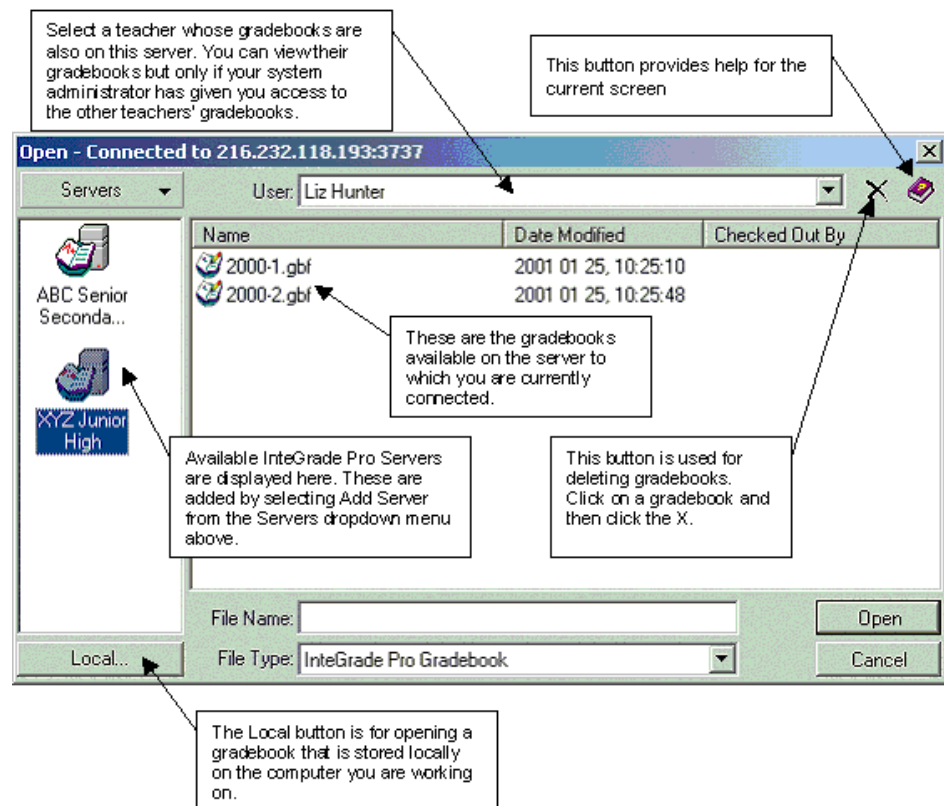 Select a teacher whose gradebooks are
also on this server. You can view their
gradebooks but only if your system
administrator has given you access to
the other teachers' gradebooks.
This button provides help for the
current screen
Open - Connected to 216.232.118.193:3737
Servers
User: Liz Hunter
Name Date Modified Checked Out By
2000-1.gbf 2001 01 25, 10:25:10
2000-2.gbf 2001 01 25, 10:25:48
ABC Senior
Seconda...
These are the gradebooks
available on the server to
which you are currently
connected.
XYZ Junior
High
Available InteGrade Pro Servers
are displayed here. These are
added by selecting Add Server
from the Servers dropdown menu
above.
This button is used for
deleting gradebooks.
Click on a gradebook and
then click the X.
File Name:
Open
Local...
File Type: InteGrade Pro Gradebook
Cancel
The Local button is for opening a
gradebook that is stored locally
on the computer you are working
on.